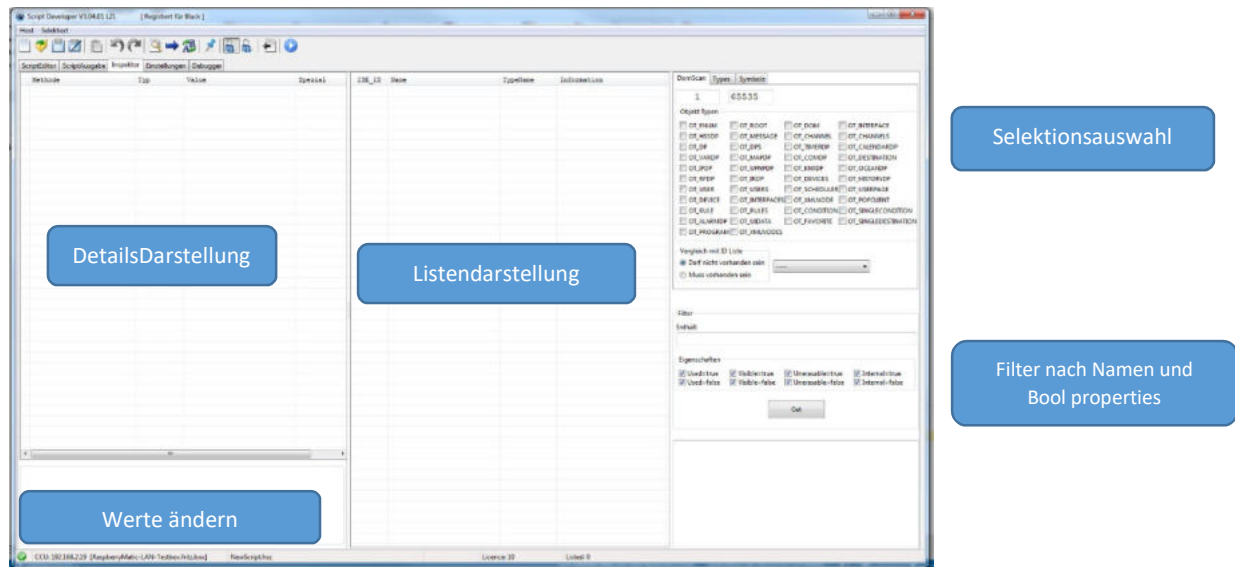 Script Developer V3.04.01 L21 [Registriert für Black ]
Host Selektiert
ScriptEditor ScriptAusgabe Inspektor Einstellungen Debugger
Methode Typ Value Spezial
ISE_ID Name TypeName Information
DomScan Types Symbole
1 65535
Objekt Typen
OT_ENUM OT_ROOT OT_DOM OT_INTERFACE
OT_HSSDP OT_MESSAGE OT_CHANNEL OT_CHANNELS
OT_DP OT_DPS OT_TIMERDP OT_CALENDARDP
OT_VARDP OT_MAPDP OT_COMDP OT_DESTINATION
OT_IPDP OT_UPNPDP OT_KNXDP OT_OCEANDP
OT_RFDP OT_IRDP OT_DEVICES OT_HISTORYDP
OT_USER OT_USERS OT_SCHEDULER OT_USERPAGE
OT_DEVICE OT_INTERFACES OT_XMLNODE OT_POPCLIENT
OT_RULE OT_RULES OT_CONDITION OT_SINGLECONDITION
OT_ALARMDP OT_UIDATA OT_FAVORITE OT_SINGLEDESTINATION
OT_PROGRAM OT_XMLNODES
Vergleich mit ID Liste
Darf nicht vorhanden sein
-----
Muss vorhanden sein
Filter
Enthält
Eigenschaften
Used=true Visible=true Unerasable=true Internal=true
Used=false Visible=false Unerasable=false Internal=false
Get
DetailsDarstellung
Listendarstellung
Selektionsauswahl
Filter nach Namen und
Bool properties
Werte ändern
CCU: 192.168.2.29 [RaspberryMatic-LAN-Testbox.fritz.box] NewScript.hsc Licence: 10 Listed: 0